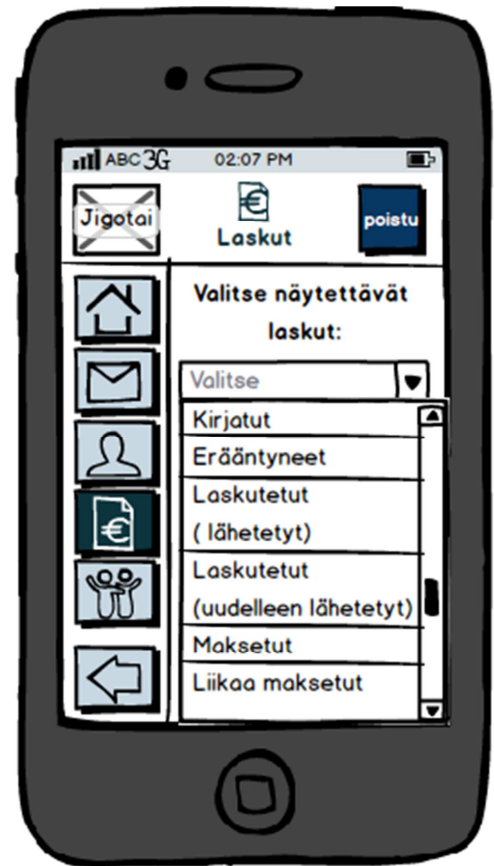 ABC 3G 02:07 PM
Jigotai
Laskut
poistu
Valitse näytettävät
laskut:
Valitse
Kirjatut
Erääntyneet
Laskutetut
( lähetetyt)
Laskutetut
(uudelleen lähetetyt)
Maksetut
Liikaa maksetut